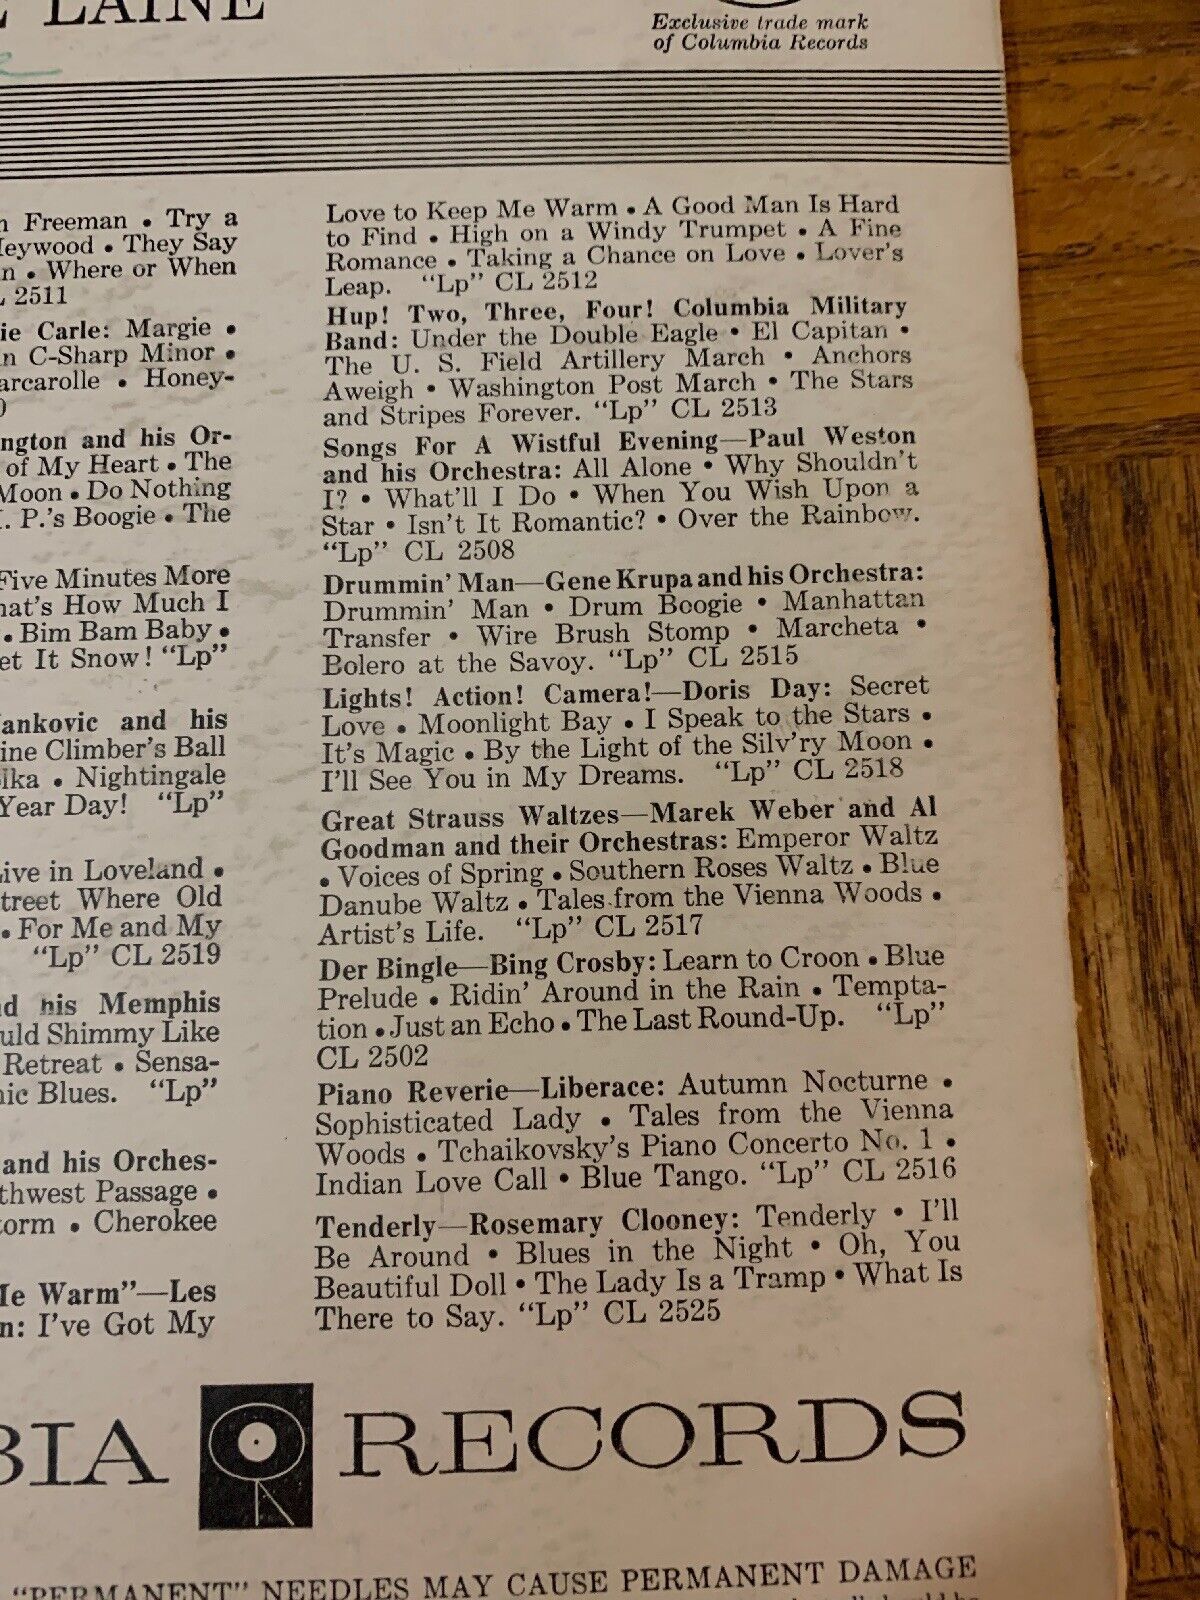 LAINE
Exclusive trade mark
of Columbia Records
Freeman • Try a
Heywood • They Say
• Where or When
2511
Carle: Margie •
in C-Sharp Minor •
• Honey-
and his Or-
of My Heart • The
Moon • Do Nothing
P.'s Boogie • The
Five Minutes More
How Much I
• Bim Bam Baby •
It Snow! "Lp"
and his
Climber's Ball
• Nightingale
Year Day! "Lp"
Live in Loveland •
Street Where Old
• For Me and My
"Lp" CL 2519
his Memphis
Shimmy Like
Retreat • Sensa-
Blues. "Lp"
and his Orches-
Passage •
• Cherokee
Me Warm"—Les
I've Got My
Love to Keep Me Warm • A Good Man Is Hard
to Find • High on a Windy Trumpet • A Fine
Romance • Taking a Chance on Love • Lover's
Leap. "Lp" CL 2512
Hup! Two, Three, Four! Columbia Military
Band: Under the Double Eagle • El Capitan •
The U. S. Field Artillery March • Anchors
Aweigh • Washington Post March • The Stars
and Stripes Forever. "Lp" CL 2513
Songs For A Wistful Evening—Paul Weston
and his Orchestra: All Alone • Why Shouldn't
I? • What'll I Do • When You Wish Upon a
Star • Isn't It Romantic? • Over the Rainbow.
"Lp" CL 2508
Drummin' Man—Gene Krupa and his Orchestra:
Drummin' Man • Drum Boogie • Manhattan
Transfer • Wire Brush Stomp • Marcheta •
Bolero at the Savoy. "Lp" CL 2515
Lights! Action! Camera!—Doris Day: Secret
Love • Moonlight Bay • I Speak to the Stars •
It's Magic • By the Light of the Silv'ry Moon •
I'll See You in My Dreams. "Lp" CL 2518
Great Strauss Waltzes—Marek Weber and Al
Goodman and their Orchestras: Emperor Waltz
• Voices of Spring • Southern Roses Waltz • Blue
Danube Waltz • Tales from the Vienna Woods •
Artist's Life. "Lp" CL 2517
Der Bingle—Bing Crosby: Learn to Croon • Blue
Prelude • Ridin' Around in the Rain • Tempta-
tion • Just an Echo • The Last Round-Up. "Lp"
CL 2502
Piano Reverie—Liberace: Autumn Nocturne •
Sophisticated Lady • Tales from the Vienna
Woods • Tchaikovsky's Piano Concerto No. 1 •
Indian Love Call • Blue Tango. "Lp" CL 2516
Tenderly—Rosemary Clooney: Tenderly • I'll
Be Around • Blues in the Night • Oh, You
Beautiful Doll • The Lady Is a Tramp • What Is
There to Say. "Lp" CL 2525
BIA RECORDS
"PERMANENT" NEEDLES MAY CAUSE PERMANENT DAMAGE